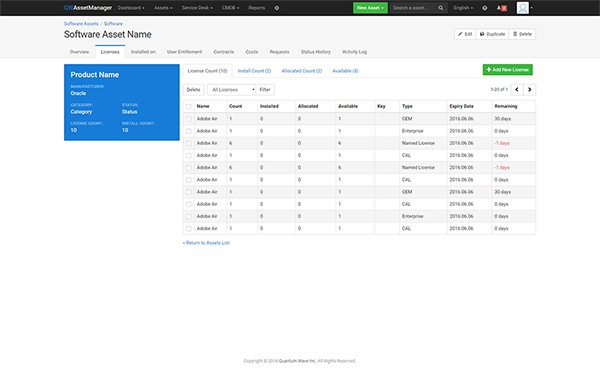 QWAssetManager Dashboard Assets Service Desk CMDB Reports New Asset Search a asset... English
Software Assets / Software
Software Asset Name
Edit Duplicate Delete
Overview Licenses Installed on User Entitlement Contracts Costs Requests Status History Activity Log
Product Name
MANUFACTURER:
Oracle
CATEGORY: STATUS:
Category Status
LICENSE COUNT: INSTALL COUNT:
10 10
License Count (10) Install Count (2) Allocated Count (2) Available (8) Add New License
Delete All Licenses Filter 1-20 of 1
Name Count Installed Allocated Available Key Type Expiry Date Remaining
Adobe Air 1 0 0 1 OEM 2016.06.06 30 days
Adobe Air 1 0 0 1 Enterprise 2016.06.06 0 days
Adobe Air 6 0 0 6 Named License 2016.06.06 -1 days
Adobe Air 1 0 0 1 CAL 2016.06.06 0 days
Adobe Air 6 0 0 6 Named License 2016.06.06 -1 days
Adobe Air 1 0 0 1 CAL 2016.06.06 0 days
Adobe Air 1 0 0 1 OEM 2016.06.06 30 days
Adobe Air 1 0 0 1 CAL 2016.06.06 0 days
Adobe Air 1 0 0 1 Enterprise 2016.06.06 0 days
Adobe Air 1 0 0 1 CAL 2016.06.06 0 days
« Return to Assets List
Copyright © 2016 Quantum Wave Inc. All Rights Reserved.